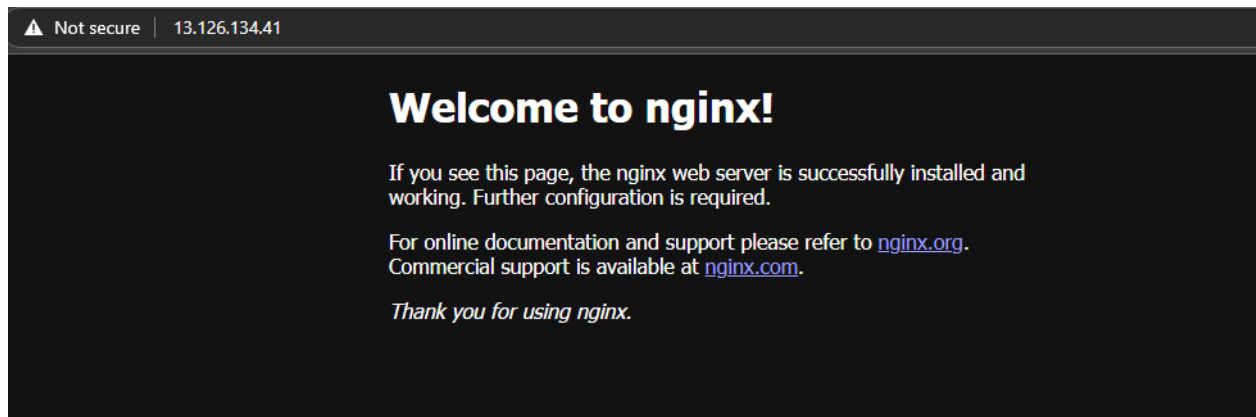 Not secure
13.126.134.41
Welcome to nginx!
If you see this page, the nginx web server is successfully installed and
working. Further configuration is required.
For online documentation and support please refer to nginx.org.
Commercial support is available at nginx.com.
Thank you for using nginx.